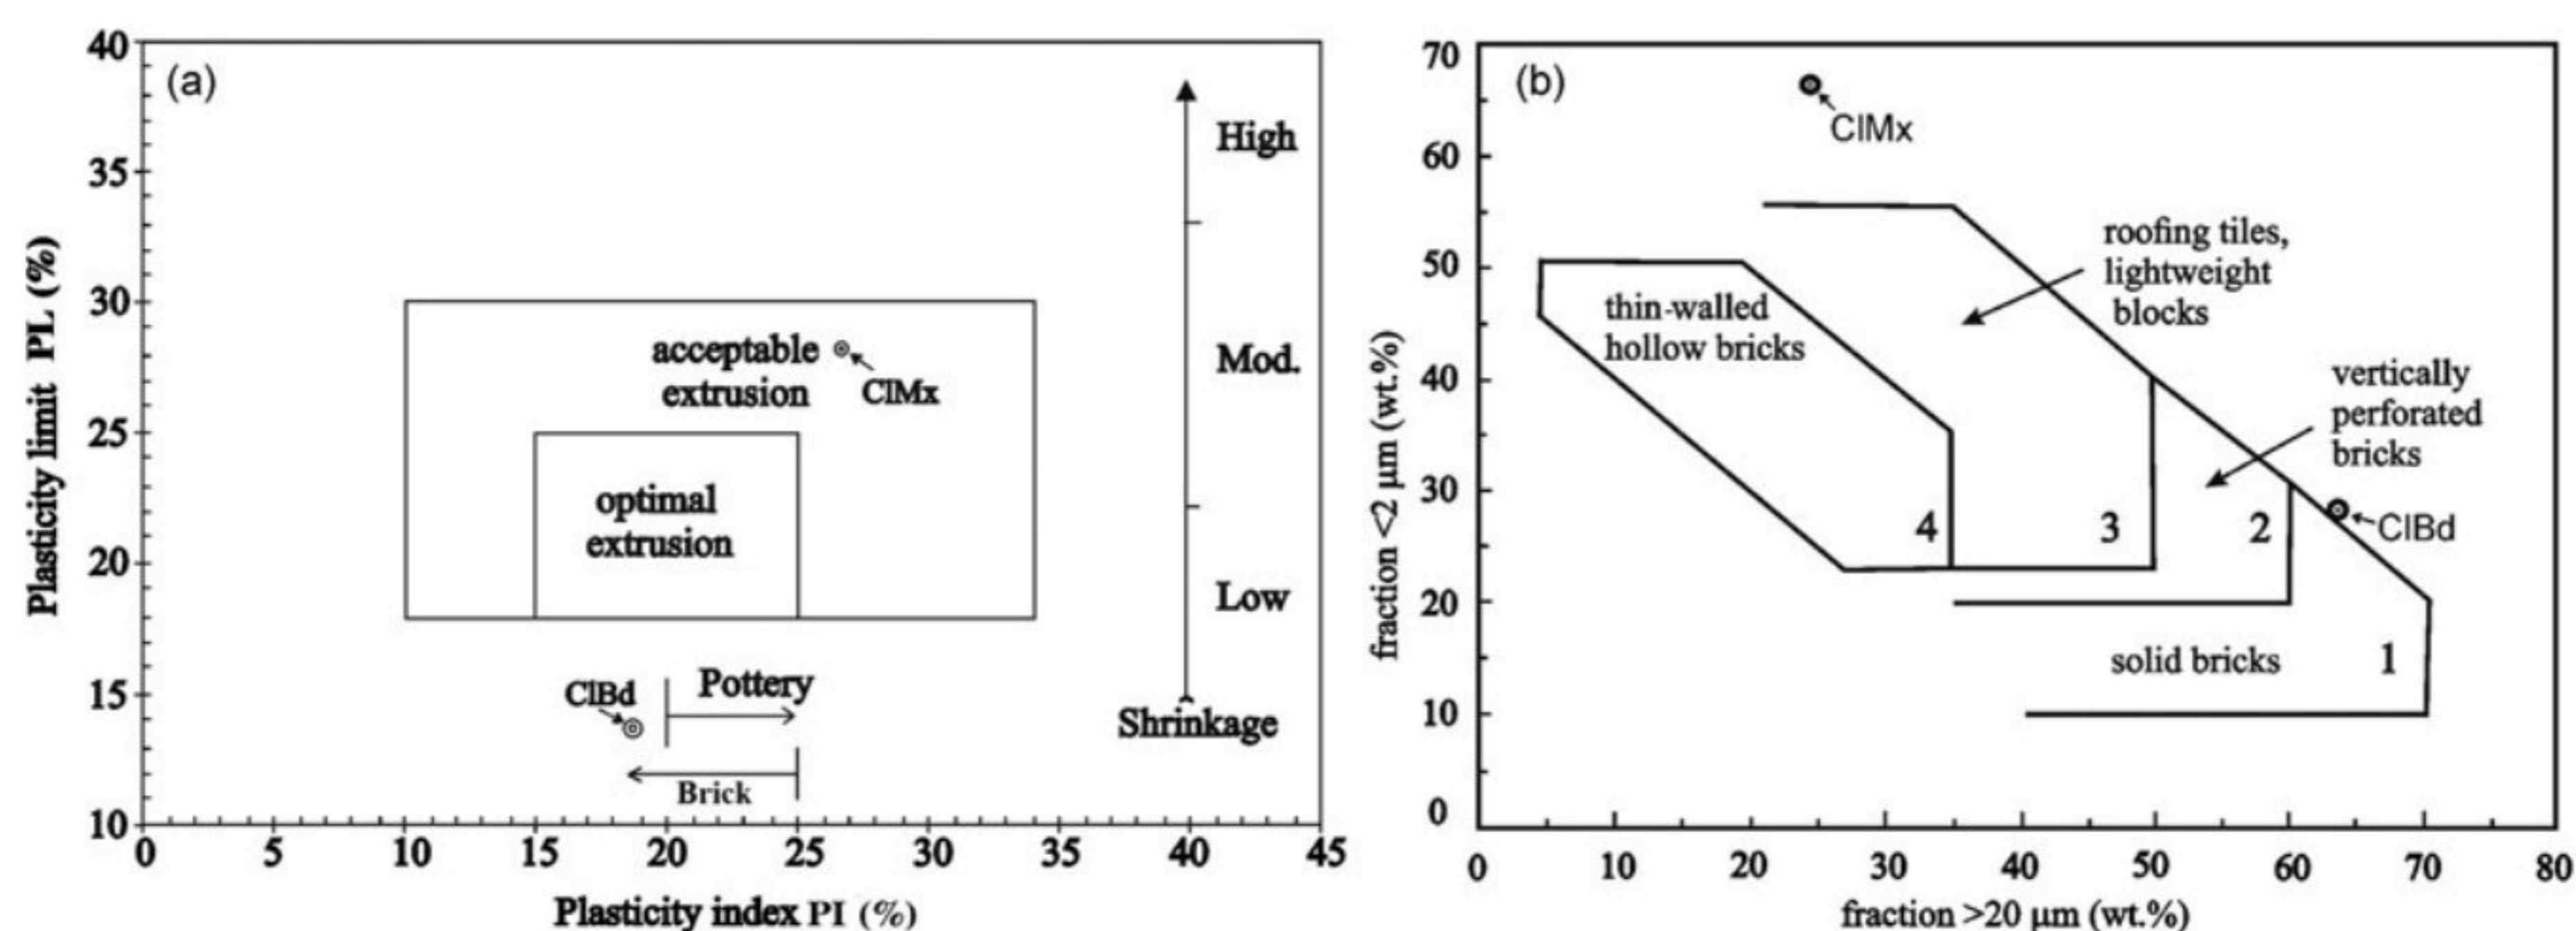 (a)
Plasticity limit PL (%)
40
35
30
25
20
15
10
0 5 10 15 20 25 30 35 40 45
Plasticity index PI (%)
acceptable
extrusion
ClMx
optimal
extrusion
ClBd
Pottery
Brick
High
Mod.
Low
Shrinkage
(b)
fraction <2 μm (wt.%)
70
60
50
40
30
20
10
0
0 10 20 30 40 50 60 70 80
fraction >20 μm (wt.%)
ClMx
roofing tiles,
lightweight
blocks
thin-walled
hollow bricks
vertically
perforated
bricks
4
3
2
ClBd
solid bricks
1